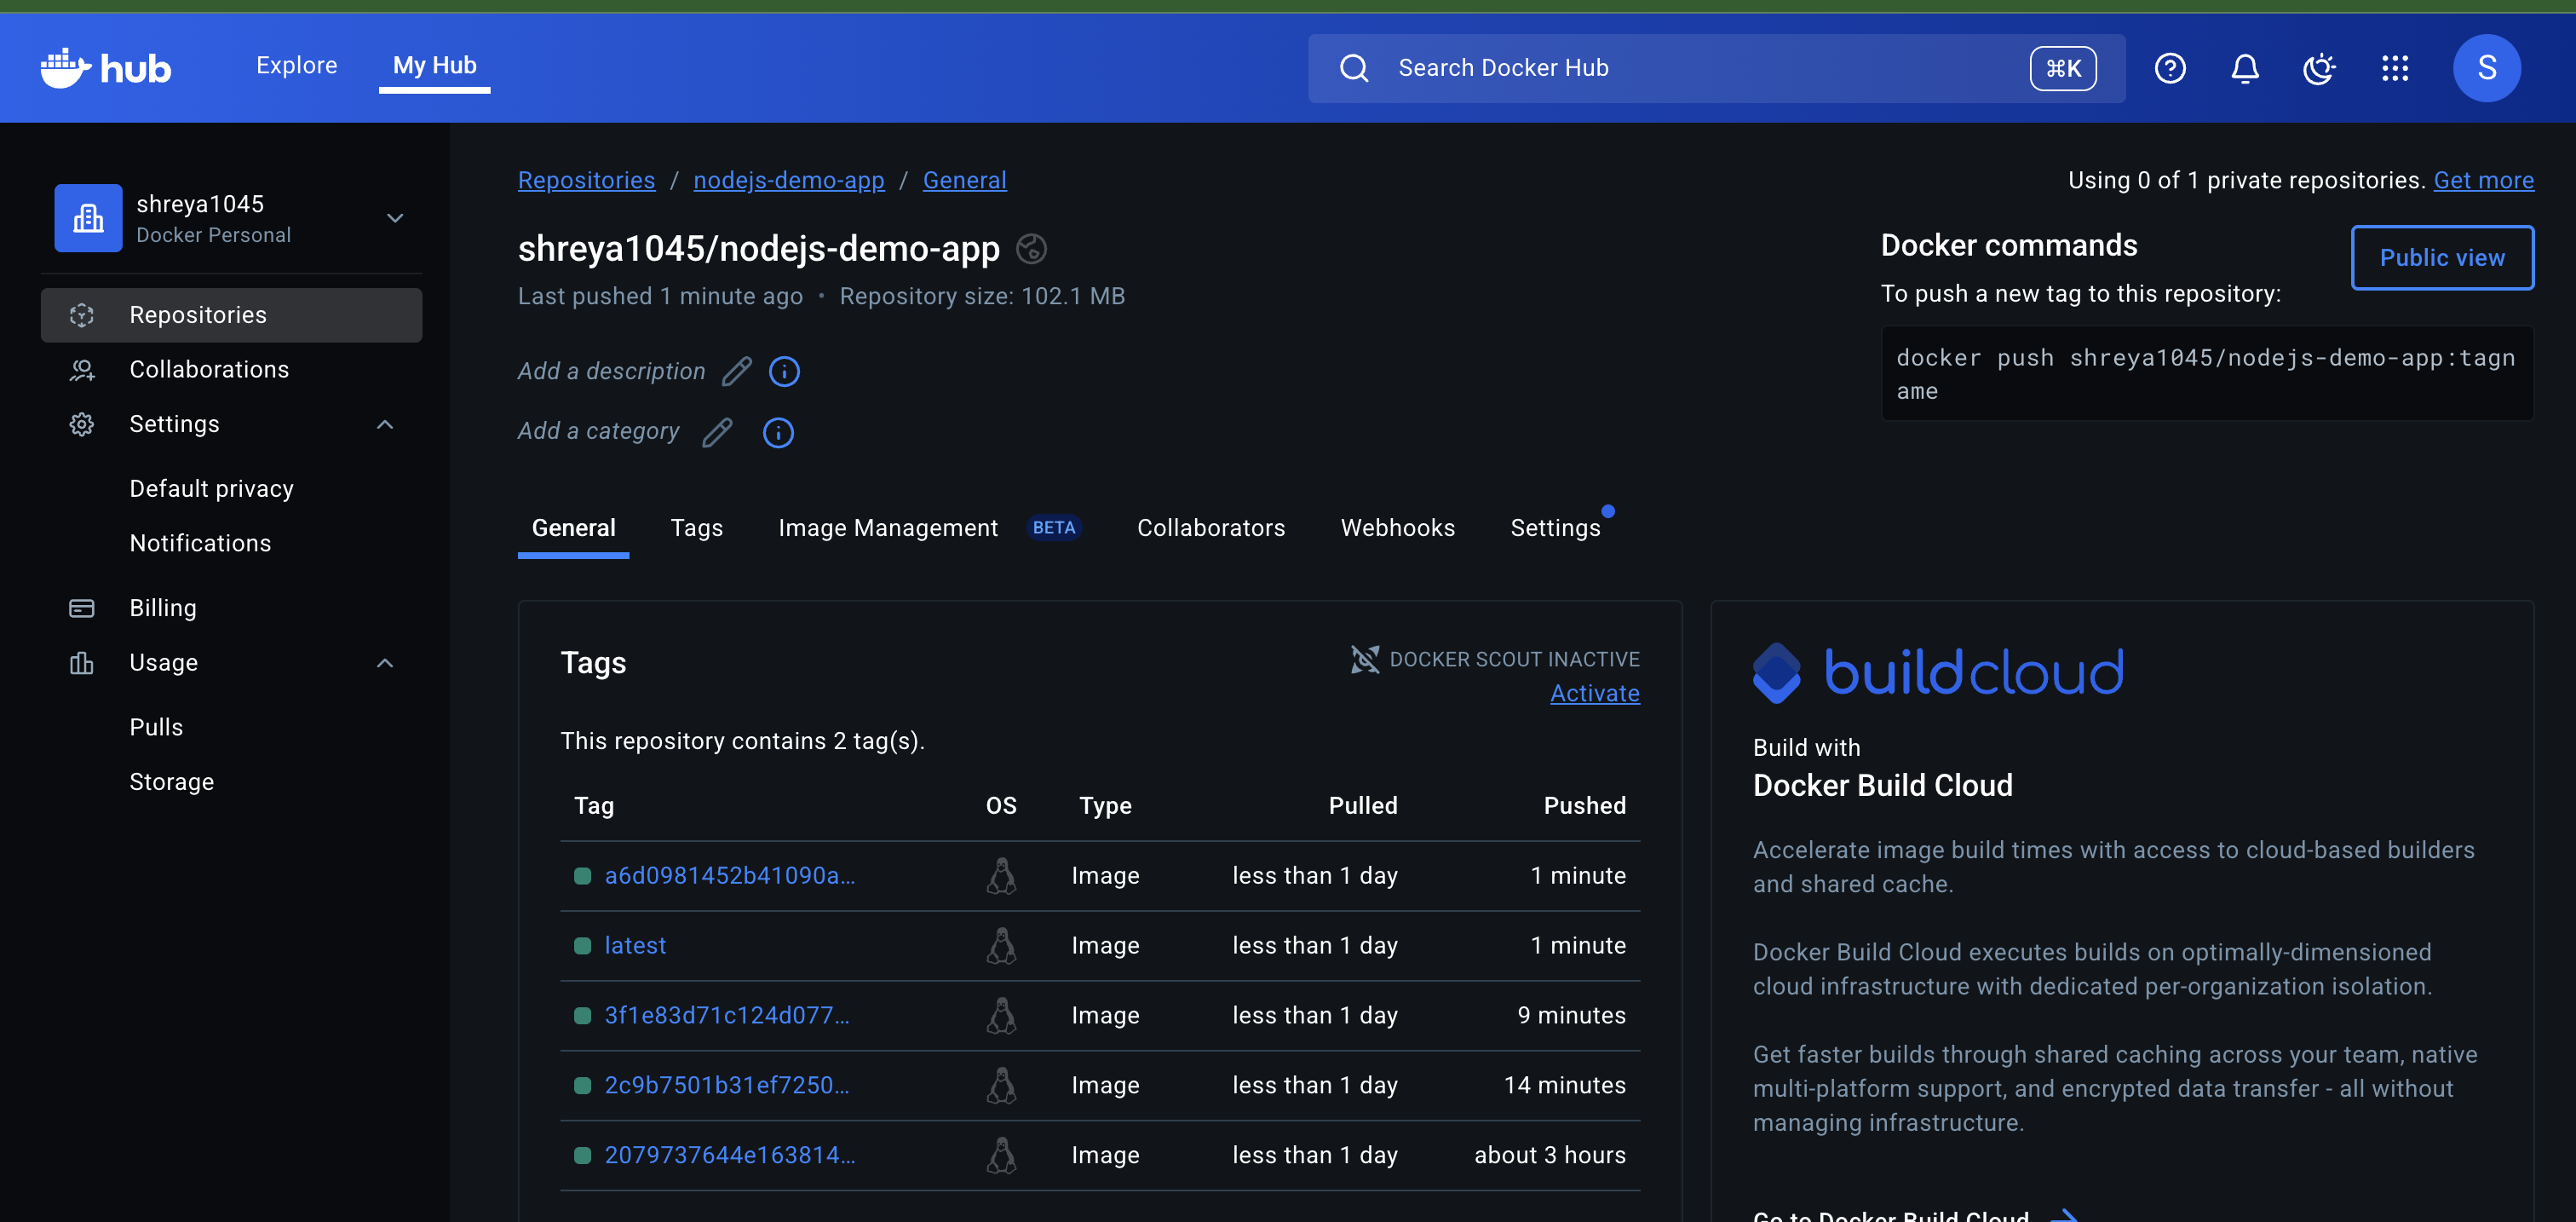 hub
Explore
My Hub
Search Docker Hub
⌘K
S
shreya1045
Docker Personal
Repositories
Collaborations
Settings
Default privacy
Notifications
Billing
Usage
Pulls
Storage
Repositories / nodejs-demo-app / General
Using 0 of 1 private repositories. Get more
shreya1045/nodejs-demo-app
Last pushed 1 minute ago • Repository size: 102.1 MB
Add a description
Add a category
Docker commands
Public view
To push a new tag to this repository:
docker push shreya1045/nodejs-demo-app:tagn
ame
General Tags Image Management BETA Collaborators Webhooks Settings
Tags
DOCKER SCOUT INACTIVE
Activate
This repository contains 2 tag(s).
Tag OS Type Pulled Pushed
a6d0981452b41090a... Image less than 1 day 1 minute
latest Image less than 1 day 1 minute
3f1e83d71c124d077... Image less than 1 day 9 minutes
2c9b7501b31ef7250... Image less than 1 day 14 minutes
2079737644e163814... Image less than 1 day about 3 hours
buildcloud
Build with
Docker Build Cloud
Accelerate image build times with access to cloud-based builders
and shared cache.
Docker Build Cloud executes builds on optimally-dimensioned
cloud infrastructure with dedicated per-organization isolation.
Get faster builds through shared caching across your team, native
multi-platform support, and encrypted data transfer - all without
managing infrastructure.
Go to Docker Build Cloud